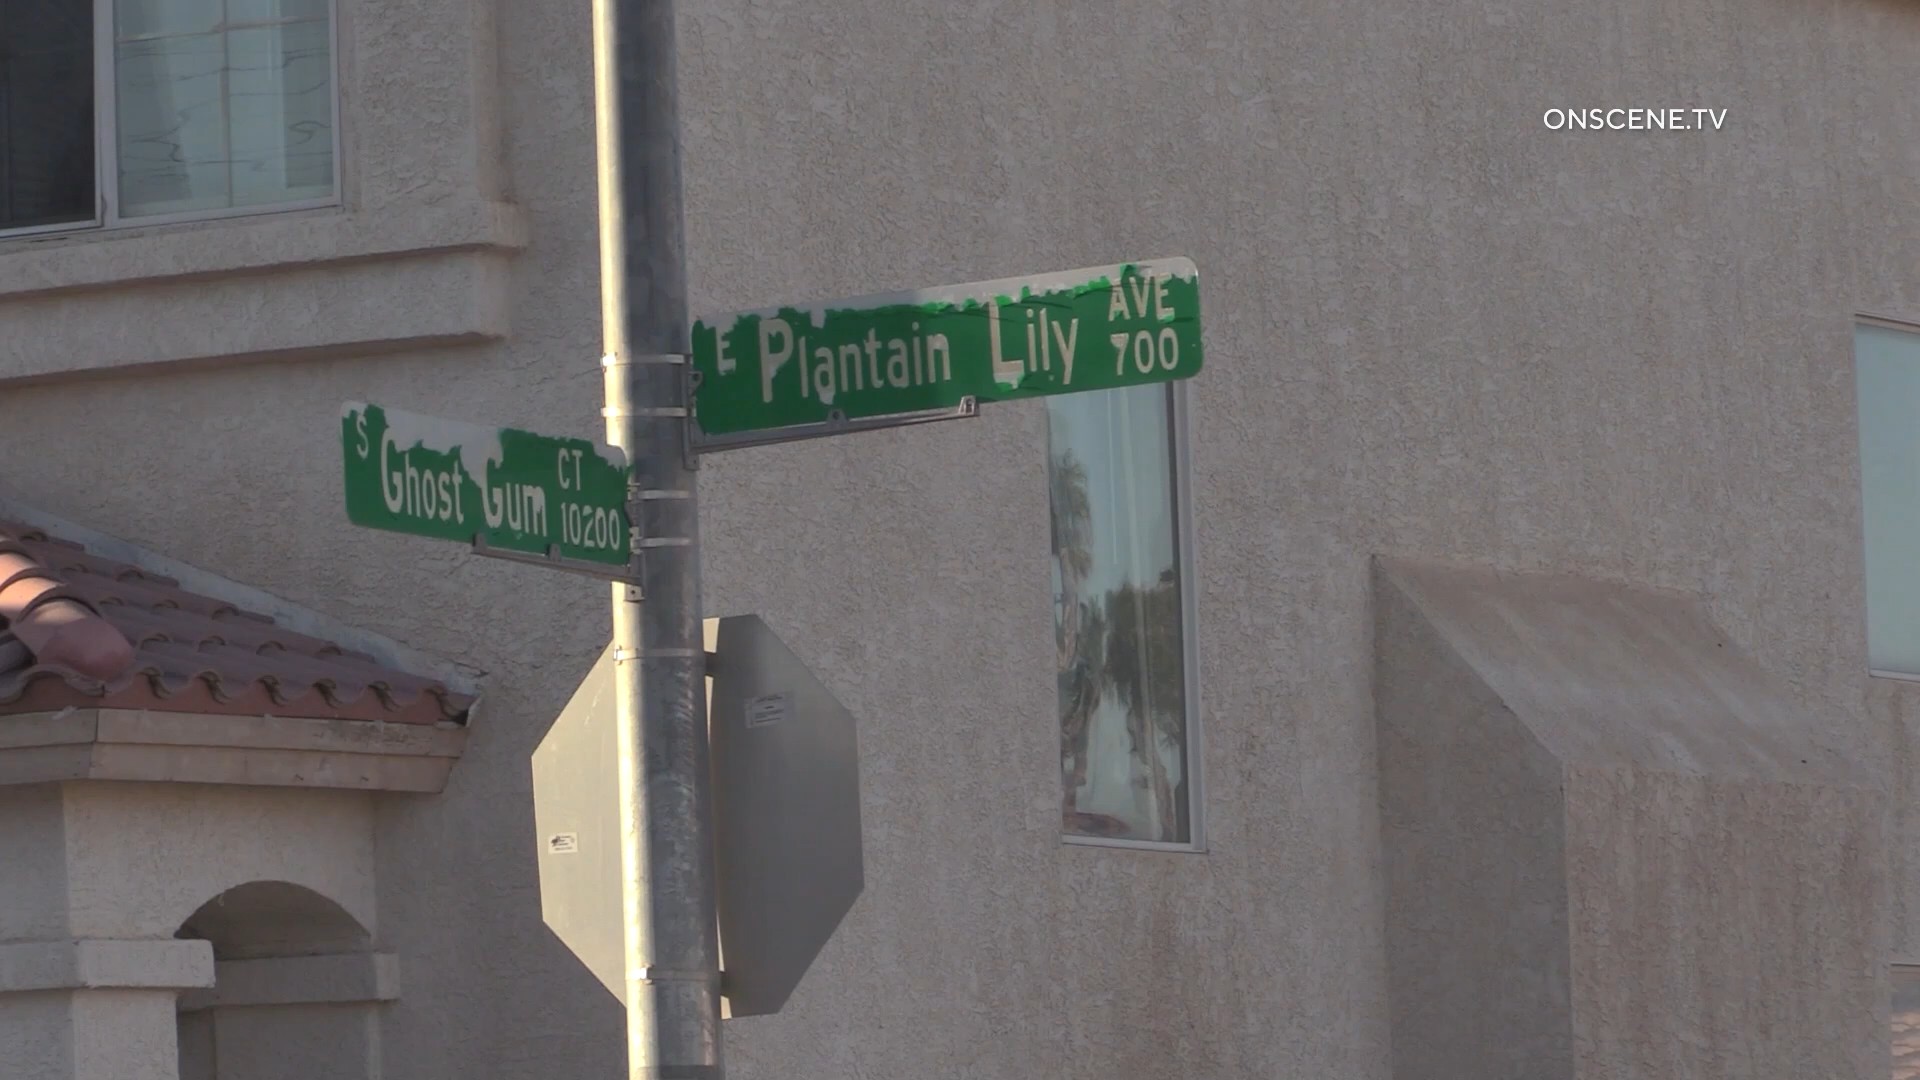 ONSCENE.TV
E Plantain Lily AVE
700
S Ghost Gum CT
10200